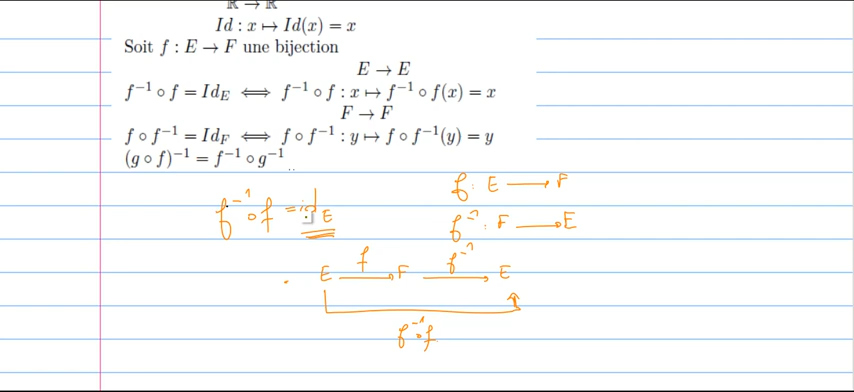 ℝ → ℝ
Id : x ↦ Id(x) = x
Soit f : E → F une bijection
E → E
f⁻¹ ∘ f = Id_E ⟺ f⁻¹ ∘ f : x ↦ f⁻¹ ∘ f(x) = x
F → F
f ∘ f⁻¹ = Id_F ⟺ f ∘ f⁻¹ : y ↦ f ∘ f⁻¹(y) = y
(g ∘ f)⁻¹ = f⁻¹ ∘ g⁻¹
f : E ⟶ F
f⁻¹ ∘ f = id_E
f⁻¹ : F ⟶ E
f f⁻¹
E ⟶ F ⟶ E
f⁻¹ ∘ f